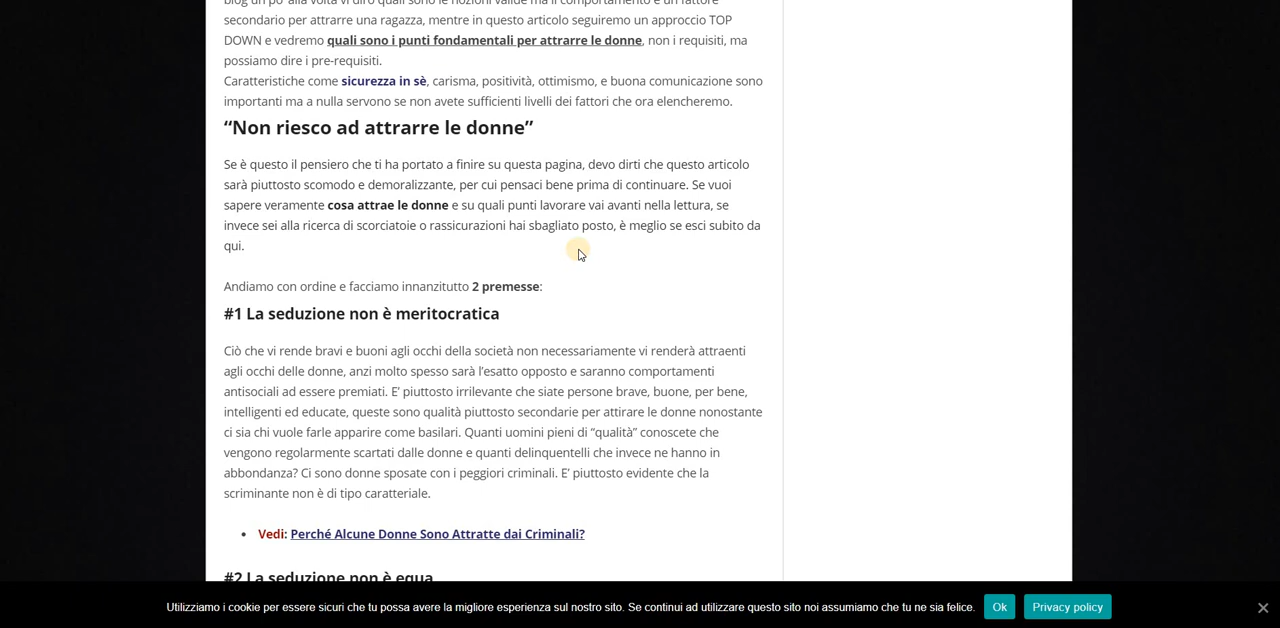 blog un po' alla volta vi dirò quali sono le nozioni valide ma il comportamento è un fattore
secondario per attrarre una ragazza, mentre in questo articolo seguiremo un approccio TOP
DOWN e vedremo quali sono i punti fondamentali per attrarre le donne, non i requisiti, ma
possiamo dire i pre-requisiti.
Caratteristiche come sicurezza in sè, carisma, positività, ottimismo, e buona comunicazione sono
importanti ma a nulla servono se non avete sufficienti livelli dei fattori che ora elencheremo.
“Non riesco ad attrarre le donne”
Se è questo il pensiero che ti ha portato a finire su questa pagina, devo dirti che questo articolo
sarà piuttosto scomodo e demoralizzante, per cui pensaci bene prima di continuare. Se vuoi
sapere veramente cosa attrae le donne e su quali punti lavorare vai avanti nella lettura, se
invece sei alla ricerca di scorciatoie o rassicurazioni hai sbagliato posto, è meglio se esci subito da
qui.
Andiamo con ordine e facciamo innanzitutto 2 premesse:
#1 La seduzione non è meritocratica
Ciò che vi rende bravi e buoni agli occhi della società non necessariamente vi renderà attraenti
agli occhi delle donne, anzi molto spesso sarà l’esatto opposto e saranno comportamenti
antisociali ad essere premiati. E’ piuttosto irrilevante che siate persone brave, buone, per bene,
intelligenti ed educate, queste sono qualità piuttosto secondarie per attirare le donne nonostante
ci sia chi vuole farle apparire come basilari. Quanti uomini pieni di “qualità” conoscete che
vengono regolarmente scartati dalle donne e quanti delinquentelli che invece ne hanno in
abbondanza? Ci sono donne sposate con i peggiori criminali. E’ piuttosto evidente che la
scriminante non è di tipo caratteriale.
• Vedi: Perché Alcune Donne Sono Attratte dai Criminali?
#2 La seduzione non è equa
Utilizziamo i cookie per essere sicuri che tu possa avere la migliore esperienza sul nostro sito. Se continui ad utilizzare questo sito noi assumiamo che tu ne sia felice. Ok Privacy policy